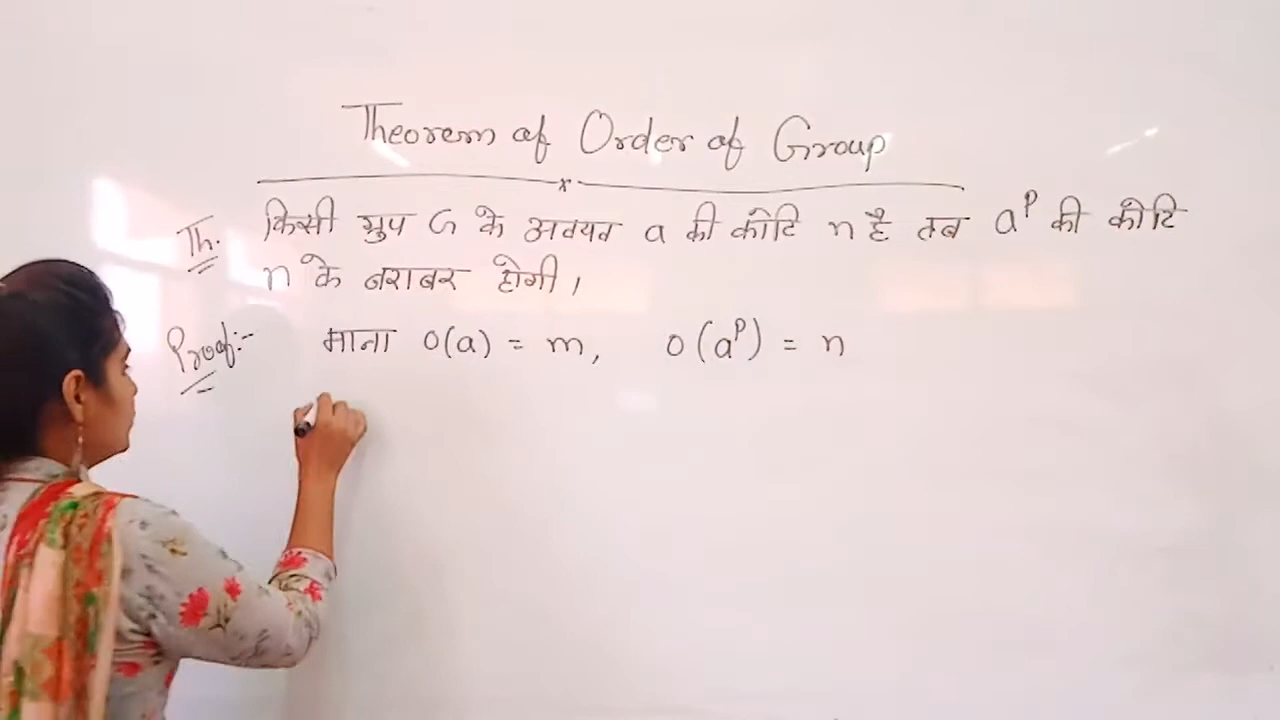 Theorem of Order of Group
Th. किसी ग्रुप G के अवयव a की कोटि n है तब a^p की कोटि
n के बराबर होगी।
Proof:- माना o(a) = m, o(a^p) = n